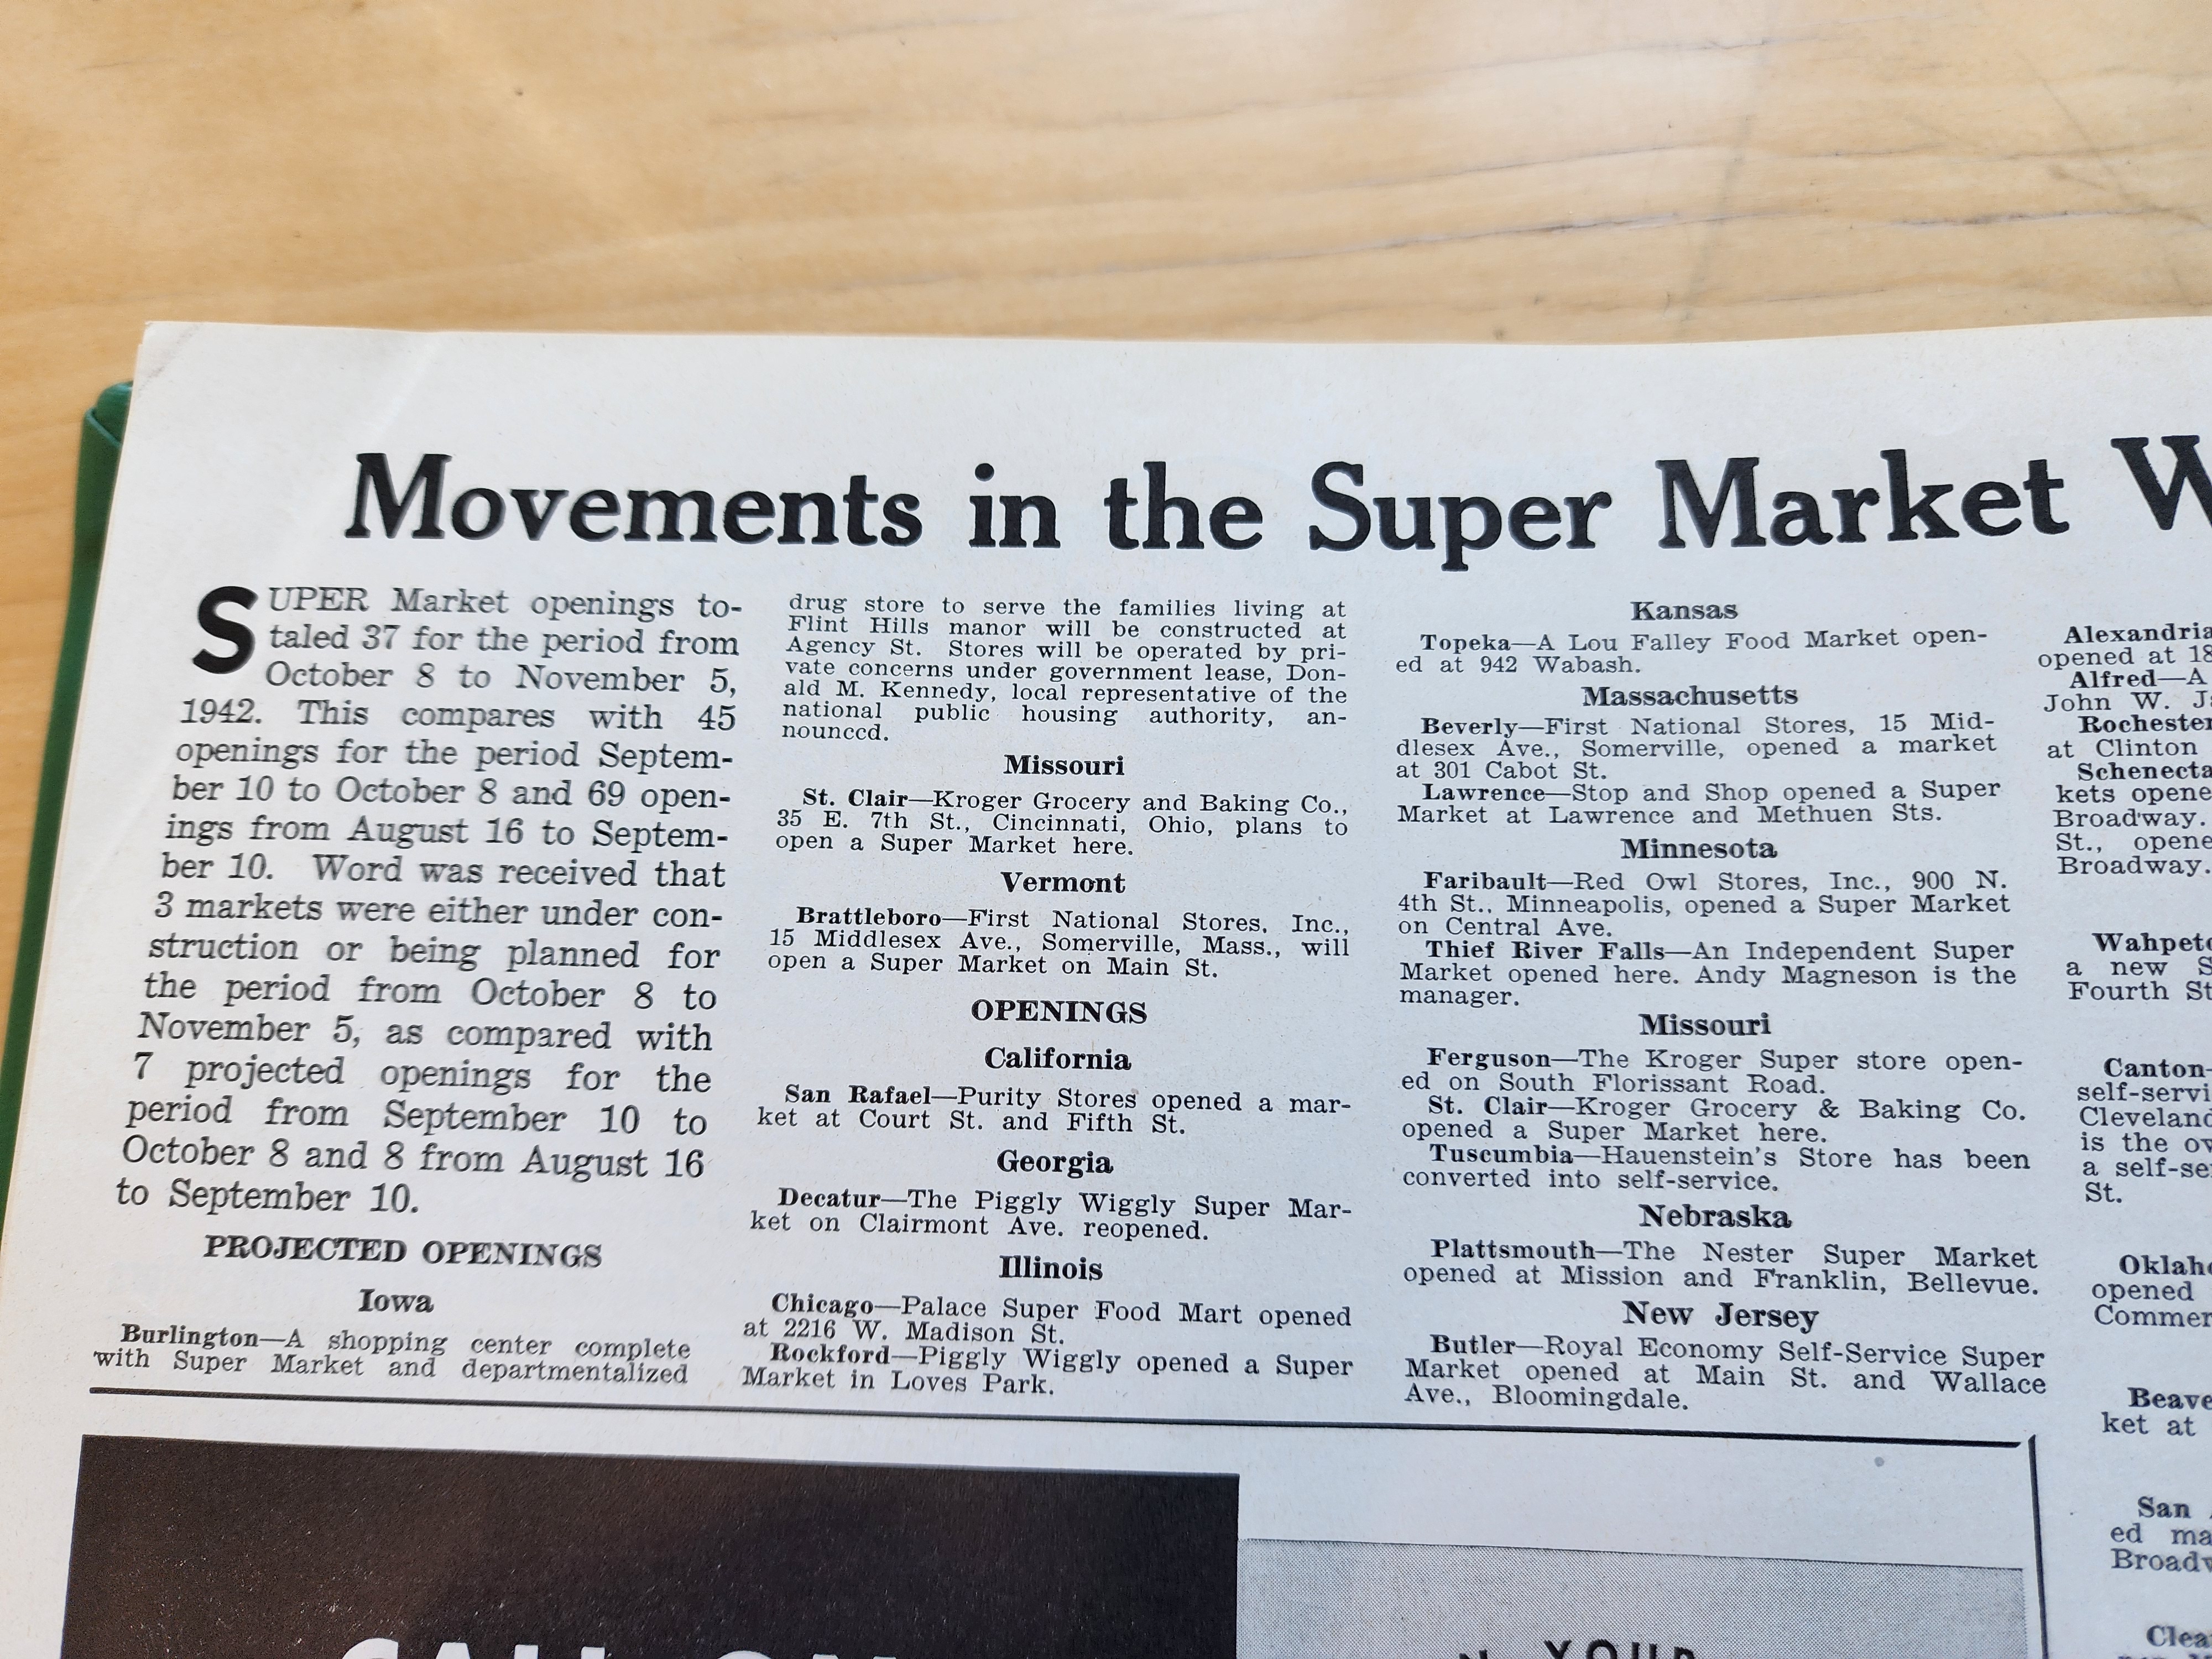 Movements in the Super Market W
SUPER Market openings to-
taled 37 for the period from
October 8 to November 5,
1942. This compares with 45
openings for the period Septem-
ber 10 to October 8 and 69 open-
ings from August 16 to Septem-
ber 10. Word was received that
3 markets were either under con-
struction or being planned for
the period from October 8 to
November 5, as compared with
7 projected openings for the
period from September 10 to
October 8 and 8 from August 16
to September 10.
PROJECTED OPENINGS
Iowa
Burlington—A shopping center complete
with Super Market and departmentalized
drug store to serve the families living at
Flint Hills manor will be constructed at
Agency St. Stores will be operated by pri-
vate concerns under government lease, Don-
ald M. Kennedy, local representative of the
national public housing authority, an-
nounced.
Missouri
St. Clair—Kroger Grocery and Baking Co.,
35 E. 7th St., Cincinnati, Ohio, plans to
open a Super Market here.
Vermont
Brattleboro—First National Stores, Inc.,
15 Middlesex Ave., Somerville, Mass., will
open a Super Market on Main St.
OPENINGS
California
San Rafael—Purity Stores opened a mar-
ket at Court St. and Fifth St.
Georgia
Decatur—The Piggly Wiggly Super Mar-
ket on Clairmont Ave. reopened.
Illinois
Chicago—Palace Super Food Mart opened
at 2216 W. Madison St.
Rockford—Piggly Wiggly opened a Super
Market in Loves Park.
Kansas
Topeka—A Lou Falley Food Market open-
ed at 942 Wabash.
Massachusetts
Beverly—First National Stores, 15 Mid-
dlesex Ave., Somerville, opened a market
at 301 Cabot St.
Lawrence—Stop and Shop opened a Super
Market at Lawrence and Methuen Sts.
Minnesota
Faribault—Red Owl Stores, Inc., 900 N.
4th St., Minneapolis, opened a Super Market
on Central Ave.
Thief River Falls—An Independent Super
Market opened here. Andy Magneson is the
manager.
Missouri
Ferguson—The Kroger Super store open-
ed on South Florissant Road.
St. Clair—Kroger Grocery & Baking Co.
opened a Super Market here.
Tuscumbia—Hauenstein's Store has been
converted into self-service.
Nebraska
Plattsmouth—The Nester Super Market
opened at Mission and Franklin, Bellevue.
New Jersey
Butler—Royal Economy Self-Service Super
Market opened at Main St. and Wallace
Ave., Bloomingdale.
Alexandria
opened at 18
Alfred—A
John W. J
Rochester
at Clinton
Schenecta
kets opene
Broadway.
St., opene
Broadway.
Wahpeto
a new S
Fourth St
Canton-
self-servi
Cleveland
is the ov
a self-se
St.
Oklaho
opened
Commer
Beave
ket at
San
ed ma
Broadw
Clea
YOUR